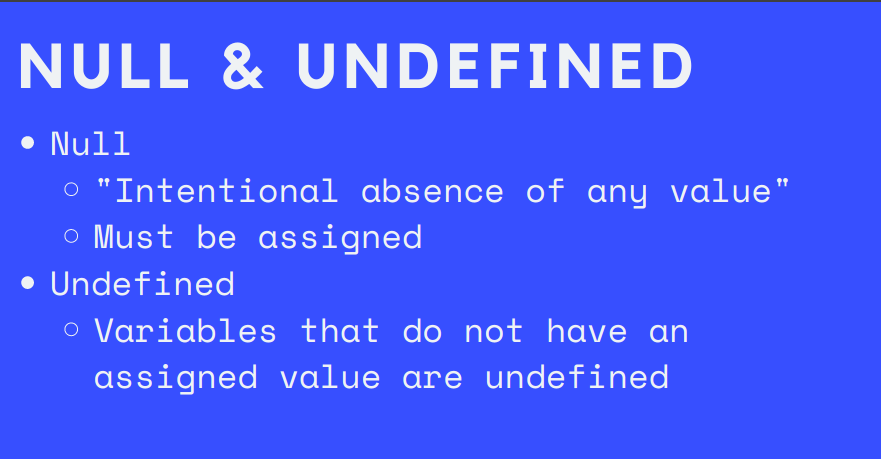 NULL & UNDEFINED
• Null
○ "Intentional absence of any value"
○ Must be assigned
• Undefined
○ Variables that do not have an
assigned value are undefined